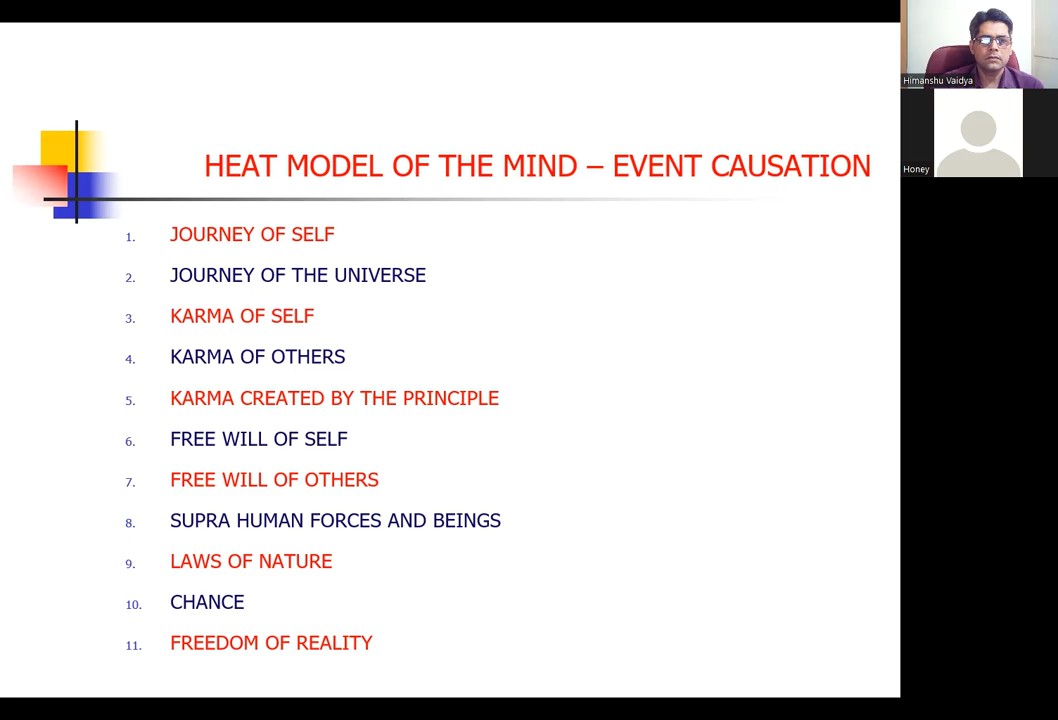 HEAT MODEL OF THE MIND – EVENT CAUSATION
1. JOURNEY OF SELF
2. JOURNEY OF THE UNIVERSE
3. KARMA OF SELF
4. KARMA OF OTHERS
5. KARMA CREATED BY THE PRINCIPLE
6. FREE WILL OF SELF
7. FREE WILL OF OTHERS
8. SUPRA HUMAN FORCES AND BEINGS
9. LAWS OF NATURE
10. CHANCE
11. FREEDOM OF REALITY
Himanshu Vaidya
Honey